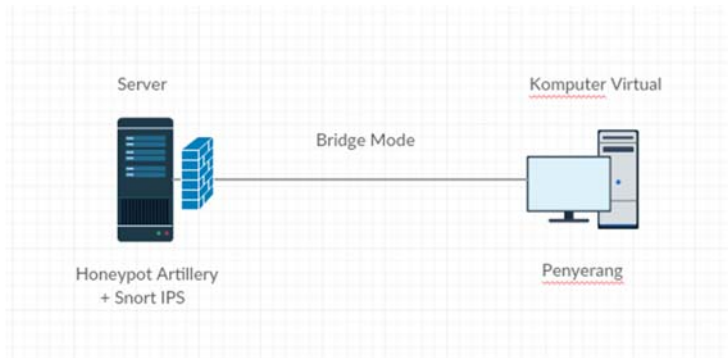 Server
Komputer Virtual
Bridge Mode
Honeypot Artillery
+ Snort IPS
Penyerang